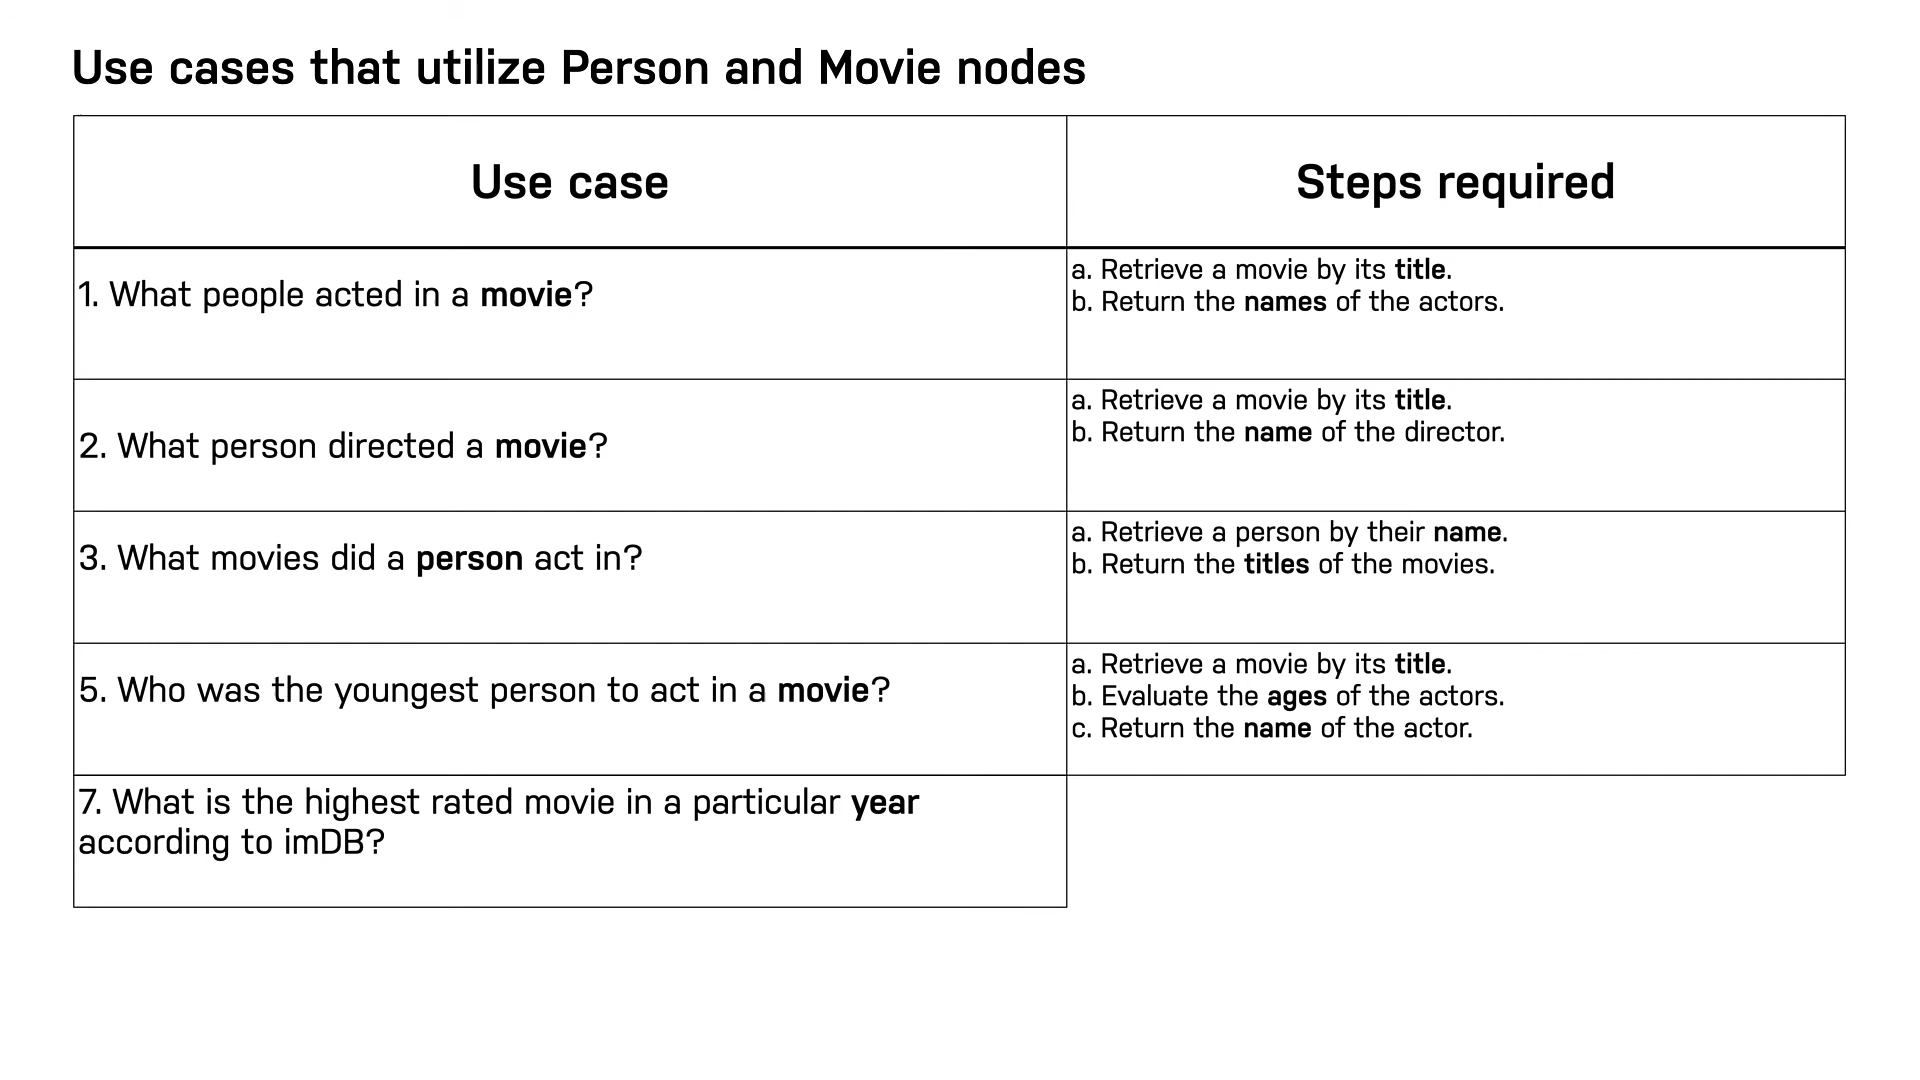 Use cases that utilize Person and Movie nodes
Use case
Steps required
1. What people acted in a movie?
a. Retrieve a movie by its title.
b. Return the names of the actors.
2. What person directed a movie?
a. Retrieve a movie by its title.
b. Return the name of the director.
3. What movies did a person act in?
a. Retrieve a person by their name.
b. Return the titles of the movies.
5. Who was the youngest person to act in a movie?
a. Retrieve a movie by its title.
b. Evaluate the ages of the actors.
c. Return the name of the actor.
7. What is the highest rated movie in a particular year
according to imDB?